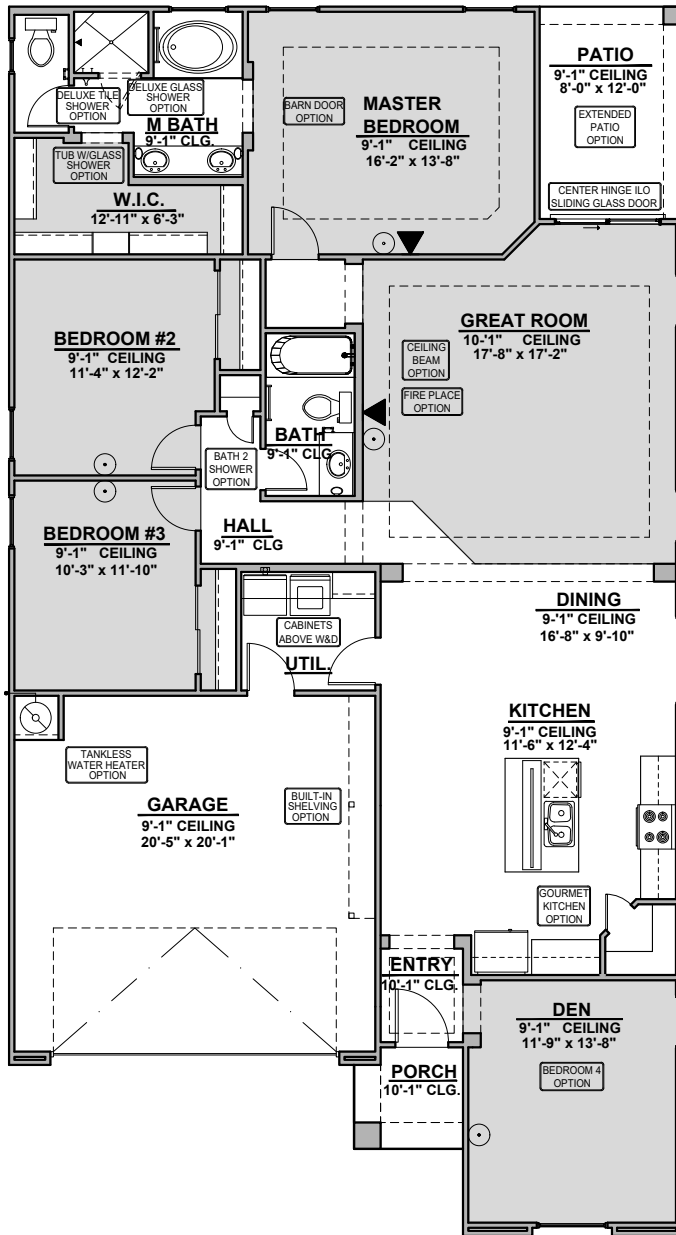 PATIO
9'-1" CEILING
8'-0" x 12'-0"
EXTENDED
PATIO
OPTION
CENTER HINGE ILO
SLIDING GLASS DOOR
MASTER
BEDROOM
9'-1" CEILING
16'-2" x 13'-8"
BARN DOOR
OPTION
DELUXE TILE
SHOWER
OPTION
DELUXE GLASS
SHOWER
OPTION
M BATH
9'-1" CLG.
TUB W/GLASS
SHOWER
OPTION
W.I.C.
12'-11" x 6'-3"
BEDROOM #2
9'-1" CEILING
11'-4" x 12'-2"
GREAT ROOM
10-'1" CEILING
17'-8" x 17'-2"
CEILING
BEAM
OPTION
FIRE PLACE
OPTION
BATH
9'-1" CLG
BATH 2
SHOWER
OPTION
HALL
9'-1" CLG
BEDROOM #3
9'-1" CEILING
10'-3" x 11'-10"
CABINETS
ABOVE W&D
UTIL.
DINING
9-'1" CEILING
16'-8" x 9'-10"
KITCHEN
9'-1" CEILING
11'-6" x 12'-4"
GOURMET
KITCHEN
OPTION
TANKLESS
WATER HEATER
OPTION
GARAGE
9'-1" CEILING
20'-5" x 20'-1"
BUILT-IN
SHELVING
OPTION
ENTRY
10'-1" CLG.
PORCH
10'-1" CLG.
DEN
9'-1" CEILING
11'-9" x 13'-8"
BEDROOM 4
OPTION